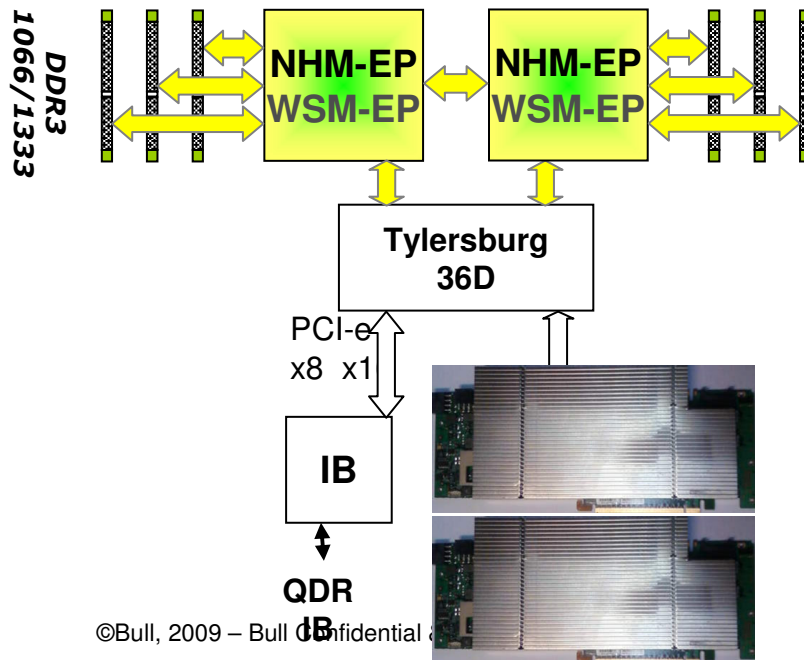 DDR3
1066/1333
NHM-EP
WSM-EP
NHM-EP
WSM-EP
Tylersburg
36D
PCI-e
x8 x1
IB
QDR
IB
©Bull, 2009 – Bull Confidential